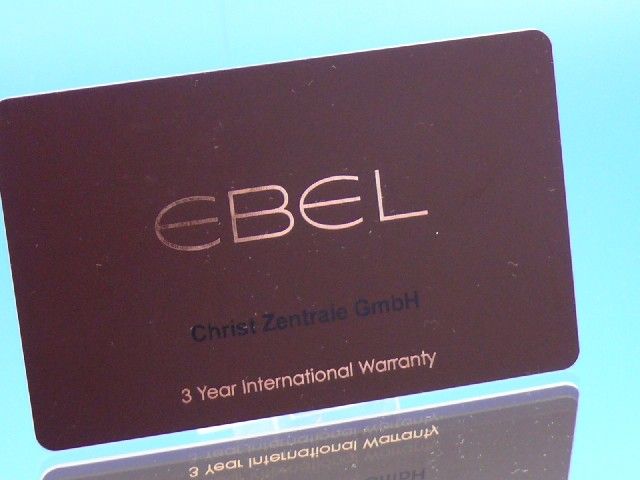 EBEL
Christ Zentrale GmbH
3 Year International Warranty